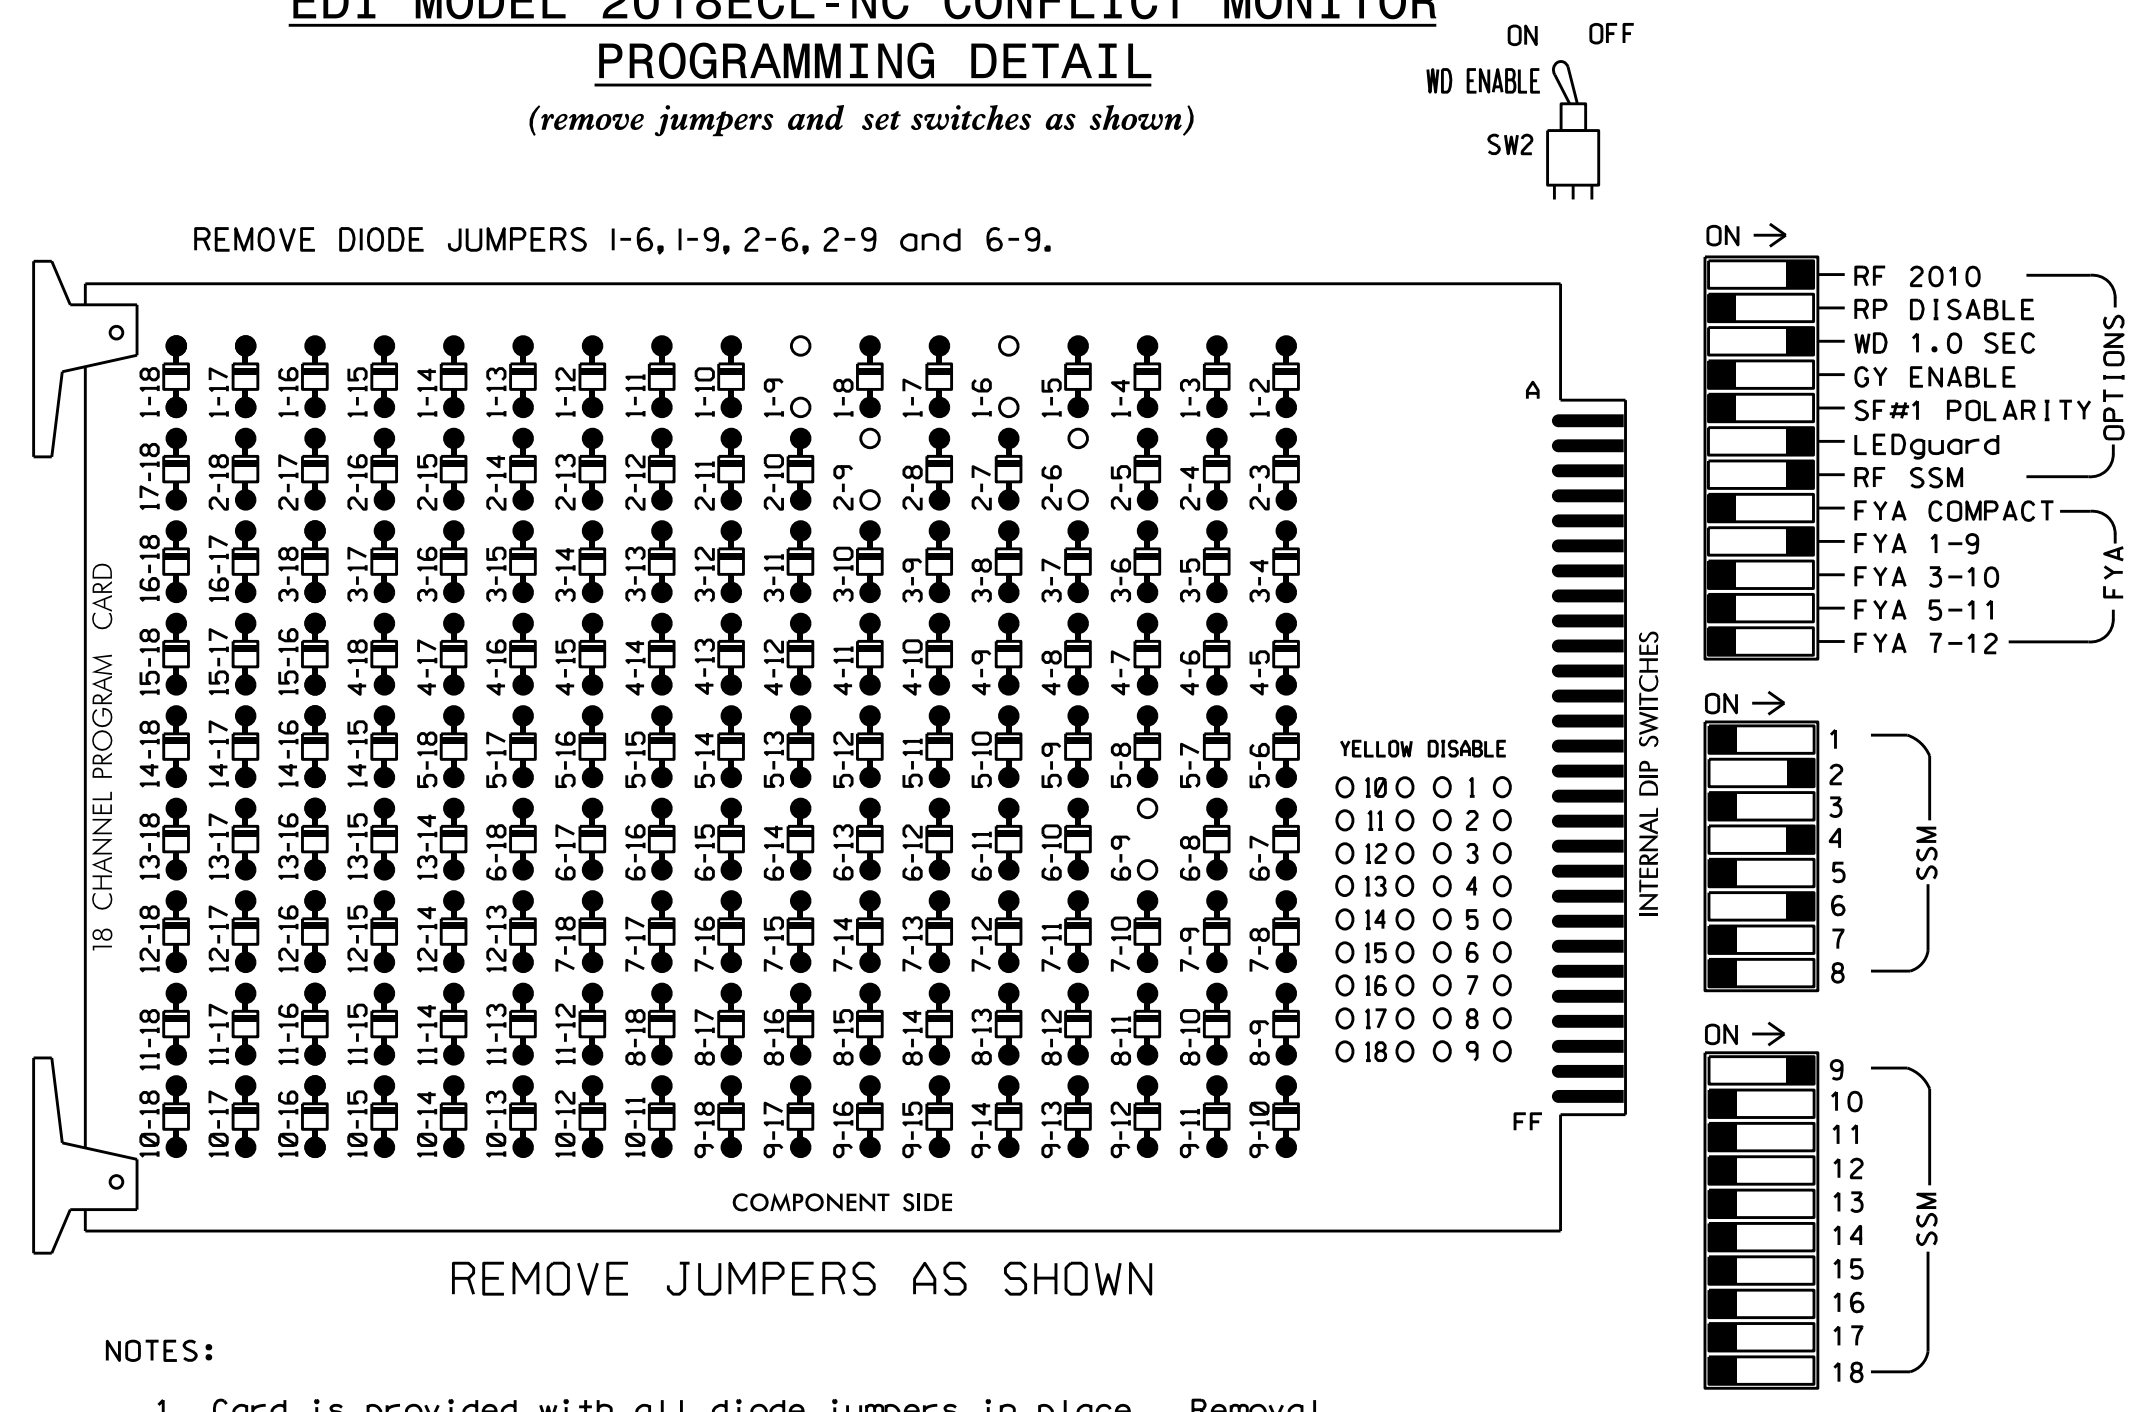 EDI MODEL 2018ECL-NC CONFLICT MONITOR
PROGRAMMING DETAIL
(remove jumpers and set switches as shown)
ON OFF
WD ENABLE
SW2
REMOVE DIODE JUMPERS 1-6, 1-9, 2-6, 2-9 and 6-9.
1-18 1-17 1-16 1-15 1-14 1-13 1-12 1-11 1-10 1-9 1-8 1-7 1-6 1-5 1-4 1-3 1-2
17-18 2-18 2-17 2-16 2-15 2-14 2-13 2-12 2-11 2-10 2-9 2-8 2-7 2-6 2-5 2-4 2-3
16-18 16-17 3-18 3-17 3-16 3-15 3-14 3-13 3-12 3-11 3-10 3-9 3-8 3-7 3-6 3-5 3-4
15-18 15-17 15-16 4-18 4-17 4-16 4-15 4-14 4-13 4-12 4-11 4-10 4-9 4-8 4-7 4-6 4-5
14-18 14-17 14-16 14-15 5-18 5-17 5-16 5-15 5-14 5-13 5-12 5-11 5-10 5-9 5-8 5-7 5-6
13-18 13-17 13-16 13-15 13-14 6-18 6-17 6-16 6-15 6-14 6-13 6-12 6-11 6-10 6-9 6-8 6-7
12-18 12-17 12-16 12-15 12-14 12-13 7-18 7-17 7-16 7-15 7-14 7-13 7-12 7-11 7-10 7-9 7-8
11-18 11-17 11-16 11-15 11-14 11-13 11-12 8-18 8-17 8-16 8-15 8-14 8-13 8-12 8-11 8-10 8-9
10-18 10-17 10-16 10-15 10-14 10-13 10-12 10-11 9-18 9-17 9-16 9-15 9-14 9-13 9-12 9-11 9-10
18 CHANNEL PROGRAM CARD
A
YELLOW DISABLE
10 1
11 2
12 3
13 4
14 5
15 6
16 7
17 8
18 9
FF
COMPONENT SIDE
INTERNAL DIP SWITCHES
ON
RF 2010
RP DISABLE
WD 1.0 SEC
GY ENABLE
SF#1 POLARITY
LEDguard
RF SSM
OPTIONS
FYA COMPACT
FYA 1-9
FYA 3-10
FYA 5-11
FYA 7-12
FYA
ON
1
2
3
4
5
6
7
8
SSM
ON
9
10
11
12
13
14
15
16
17
18
SSM
REMOVE JUMPERS AS SHOWN
NOTES:
1. Card is provided with all diode jumpers in place. Removal